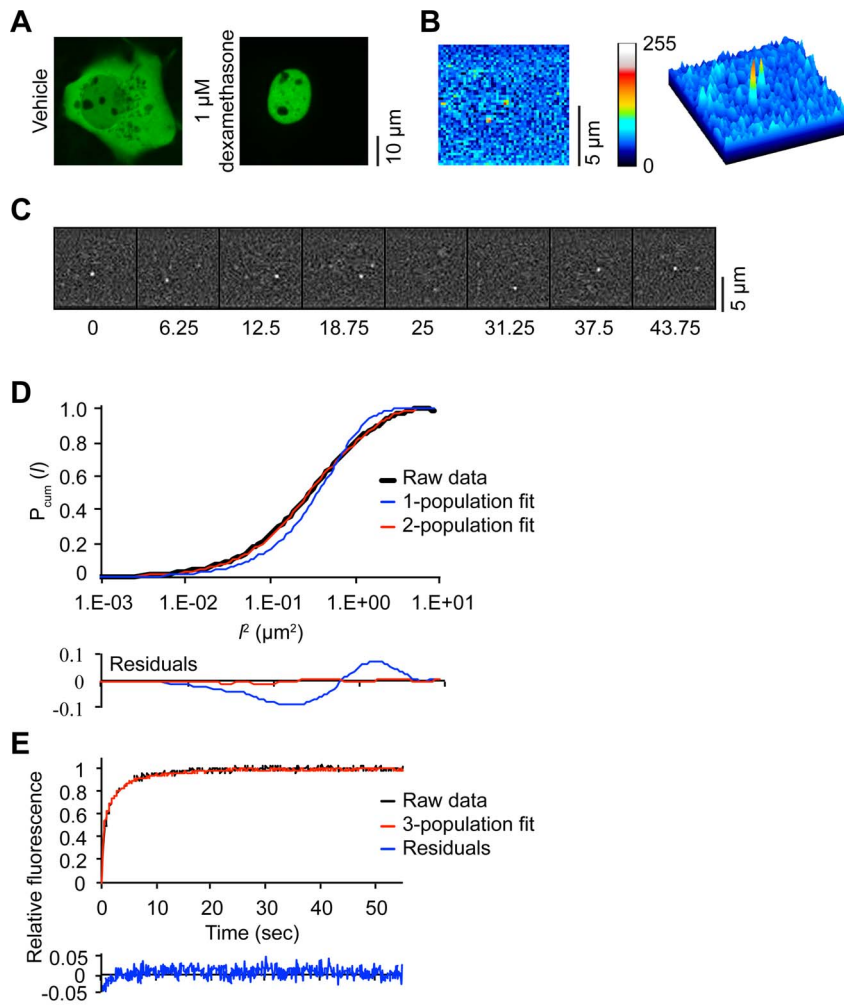 A
Vehicle
1 μM
dexamethasone
10 μm
B
5 μm
255
0
C
5 μm
0 6.25 12.5 18.75 25 31.25 37.5 43.75
D
P cum (l)
1.0
0.8
0.6
0.4
0.2
0
Raw data
1-population fit
2-population fit
1.E-03 1.E-02 1.E-01 1.E+00 1.E+01
l² (μm²)
0.1
0
-0.1
Residuals
E
Relative fluorescence
1
0.8
0.6
0.4
0.2
0
Raw data
3-population fit
Residuals
0 10 20 30 40 50
Time (sec)
0.05
0
-0.05